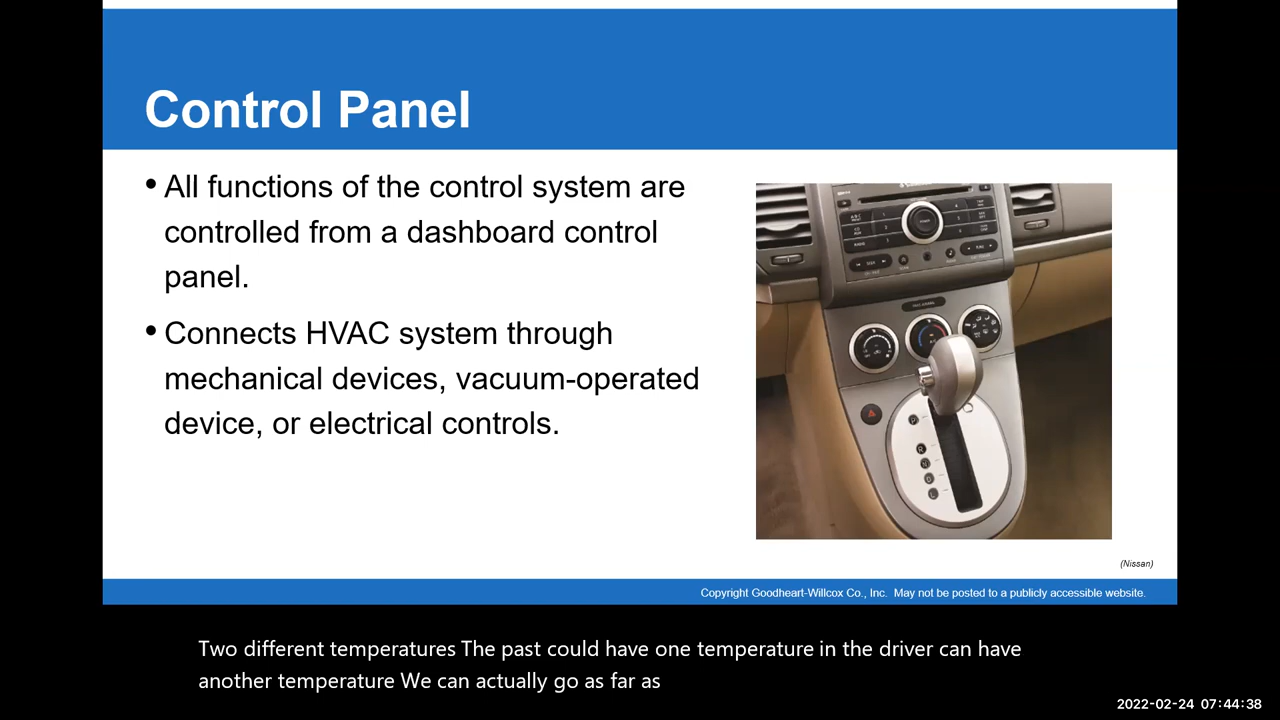 Control Panel
• All functions of the control system are
controlled from a dashboard control
panel.
• Connects HVAC system through
mechanical devices, vacuum-operated
device, or electrical controls.
P
R
N
D
L
(Nissan)
Copyright Goodheart-Willcox Co., Inc. May not be posted to a publicly accessible website.
Two different temperatures The past could have one temperature in the driver can have
another temperature We can actually go as far as
2022-02-24 07:44:38